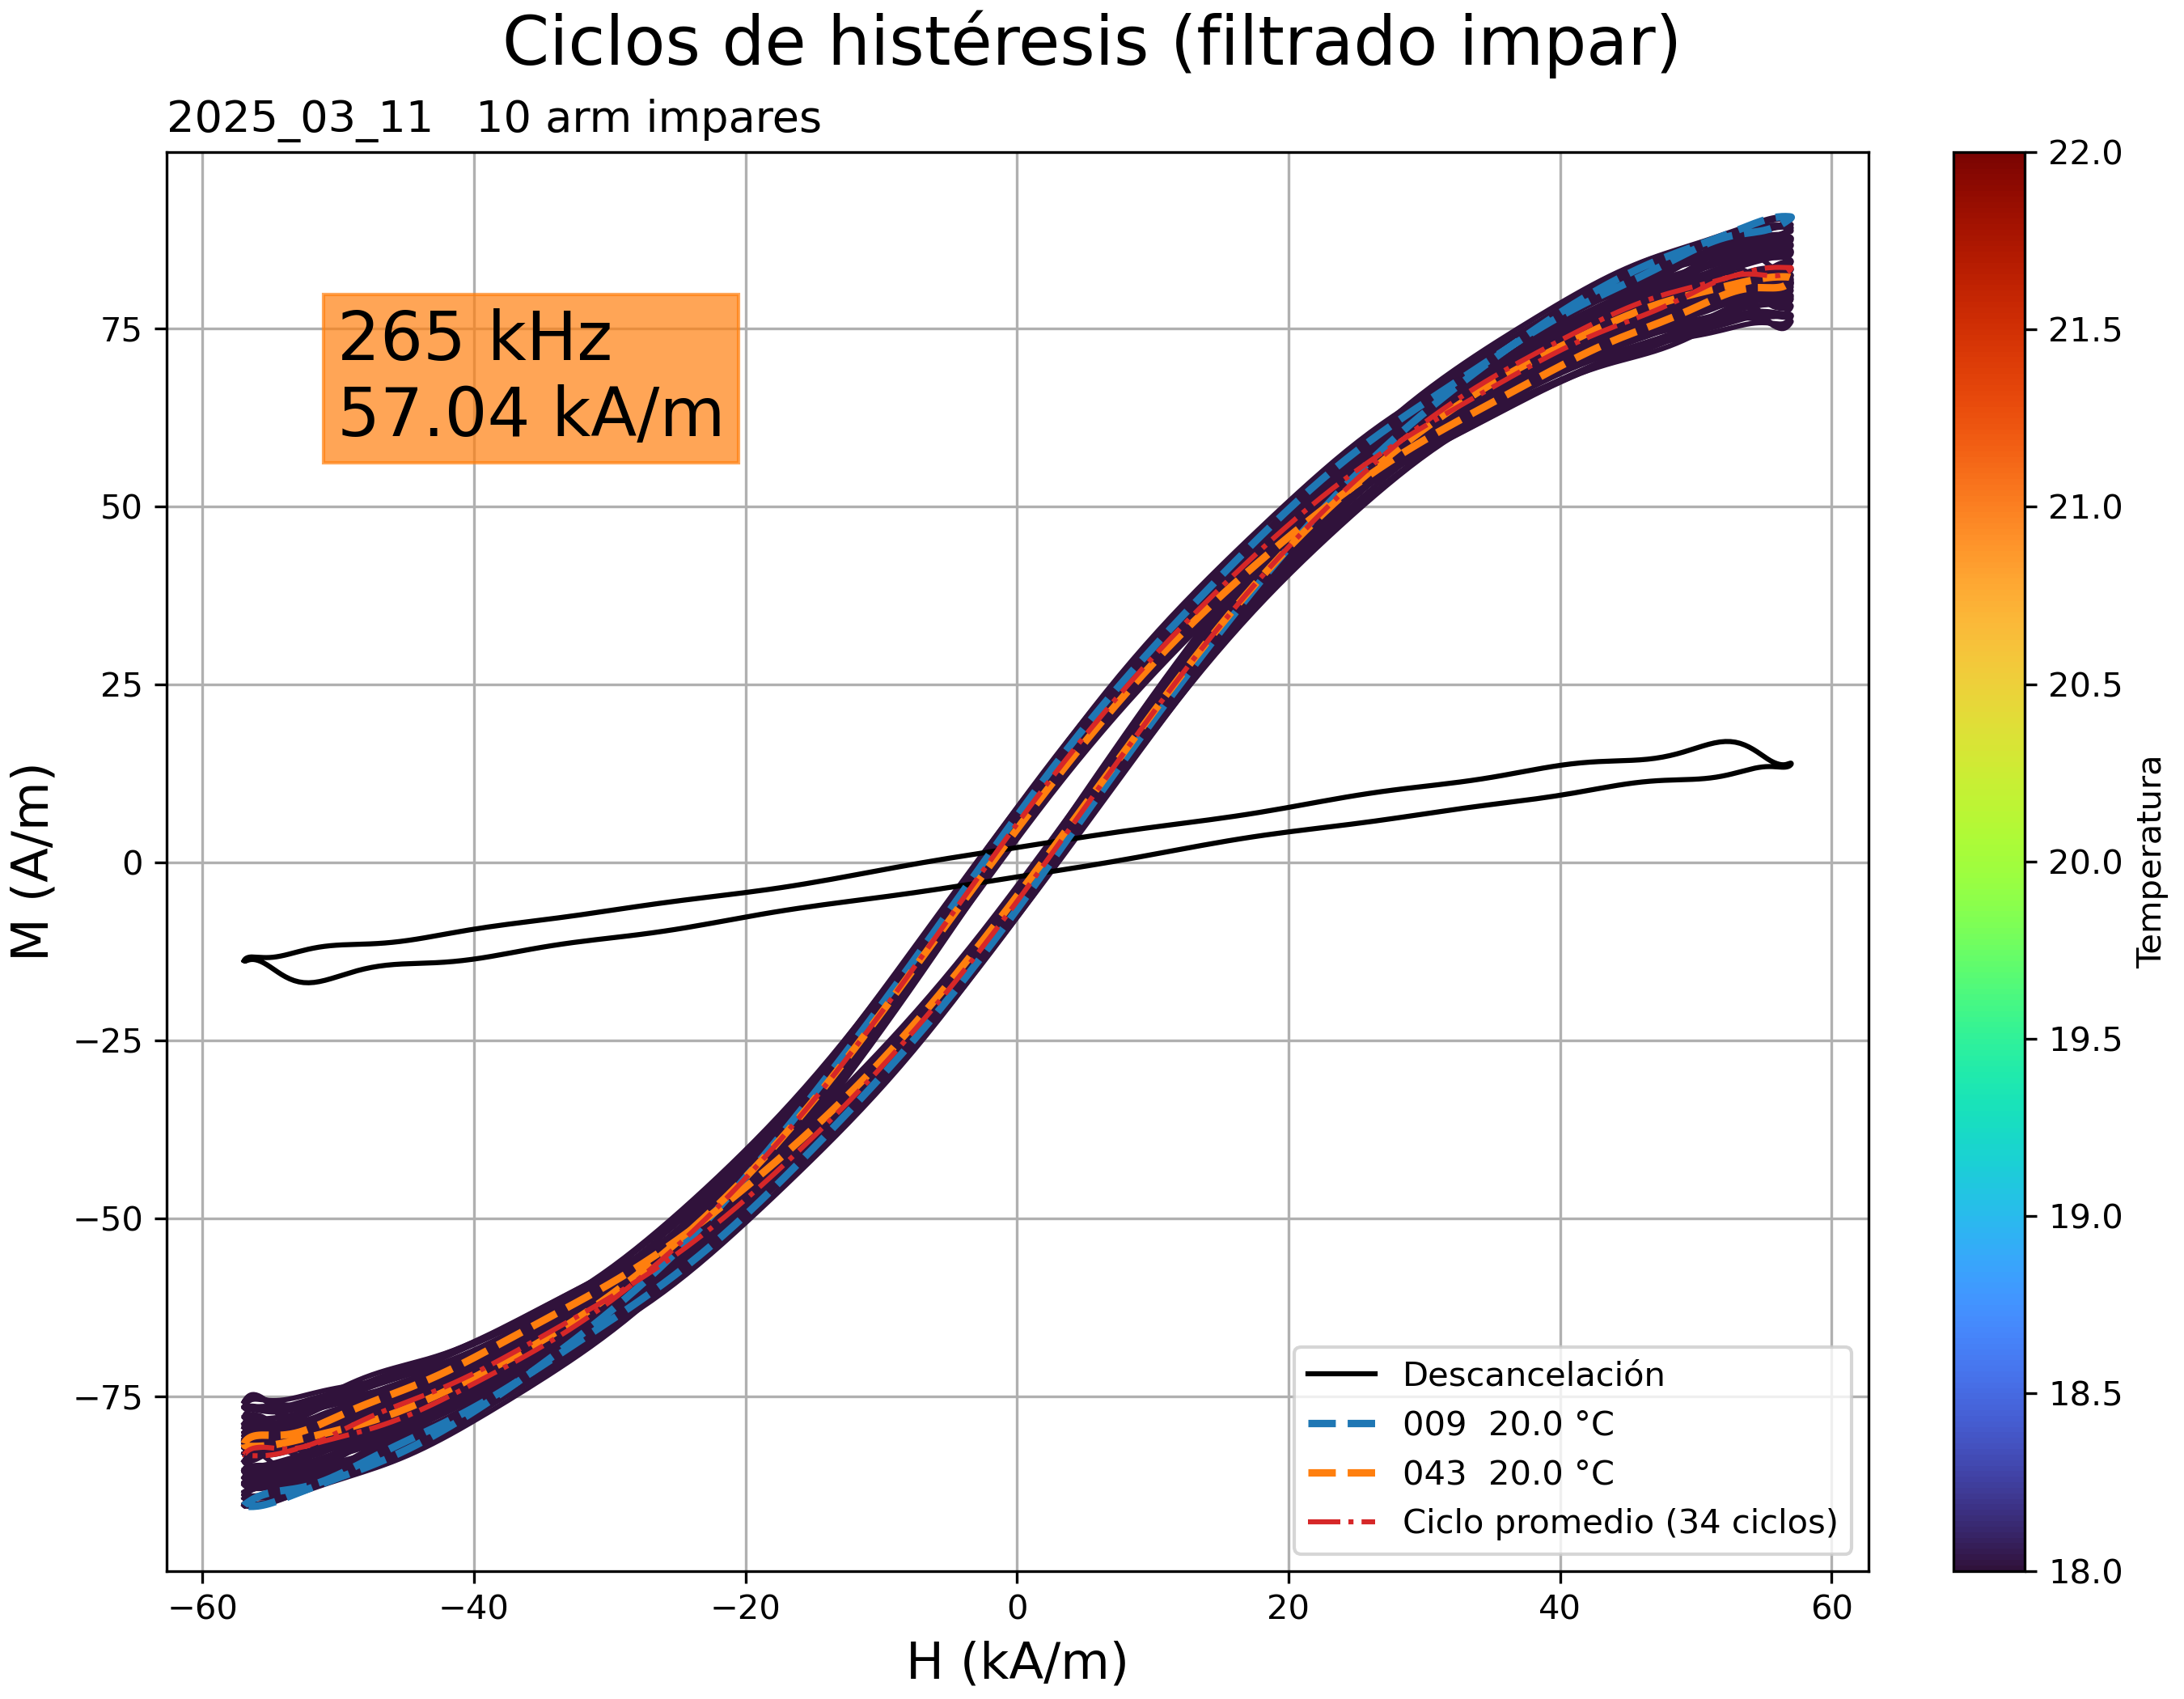 Ciclos de histéresis (filtrado impar)
2025_03_11   10 arm impares
265 kHz
57.04 kA/m
M (A/m)
75
50
25
0
−25
−50
−75
−60
−40
−20
0
20
40
60
H (kA/m)
Descancelación
009  20.0 °C
043  20.0 °C
Ciclo promedio (34 ciclos)
22.0
21.5
21.0
20.5
20.0
19.5
19.0
18.5
18.0
Temperatura